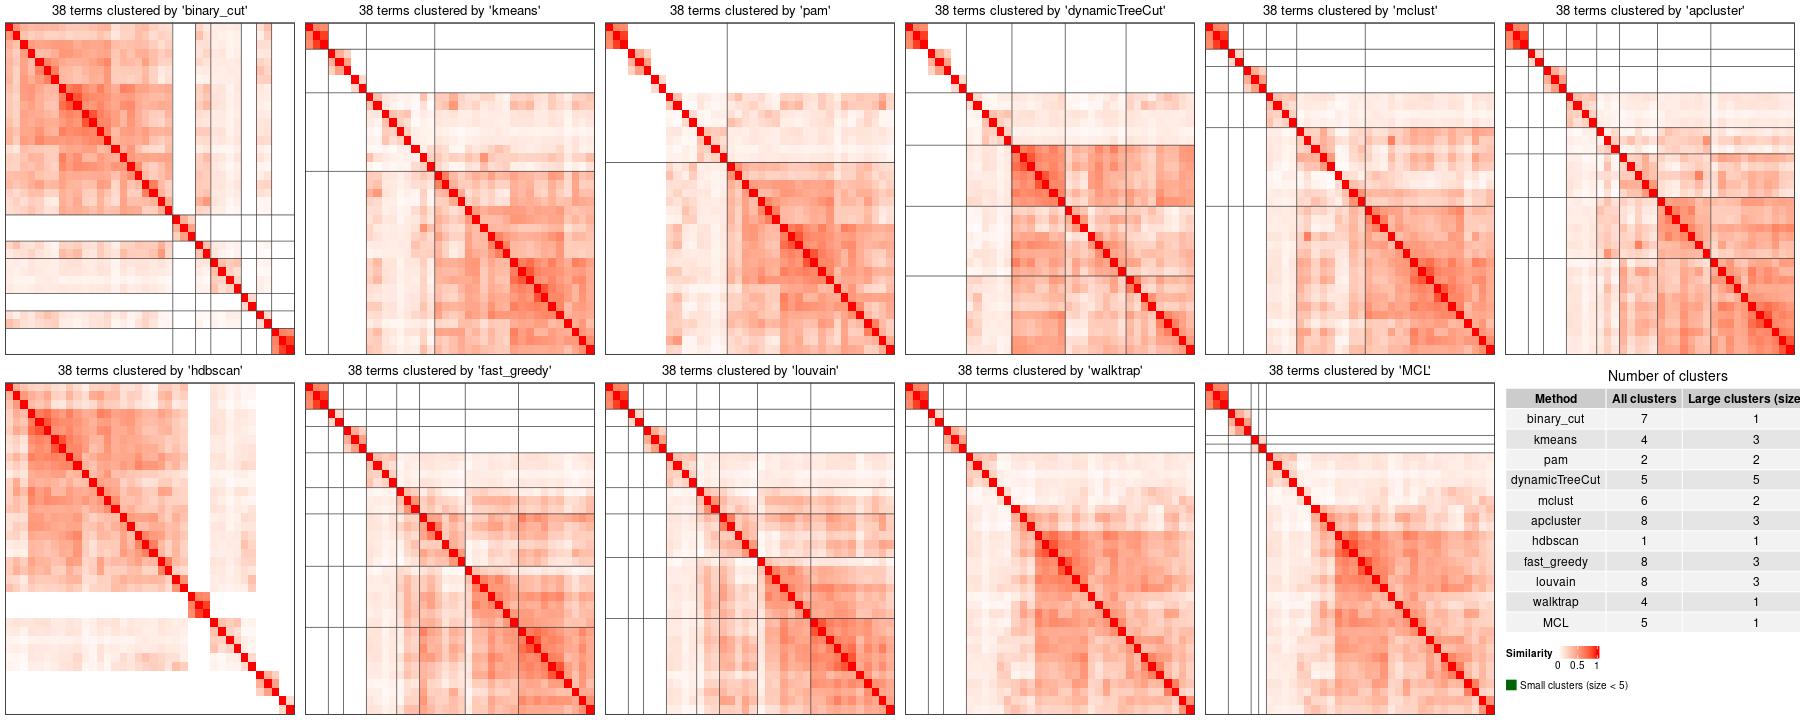 38 terms clustered by 'binary_cut'
38 terms clustered by 'kmeans'
38 terms clustered by 'pam'
38 terms clustered by 'dynamicTreeCut'
38 terms clustered by 'mclust'
38 terms clustered by 'apcluster'
38 terms clustered by 'hdbscan'
38 terms clustered by 'fast_greedy'
38 terms clustered by 'louvain'
38 terms clustered by 'walktrap'
38 terms clustered by 'MCL'
Number of clusters
Method All clusters Large clusters (size
binary_cut 7 1
kmeans 4 3
pam 2 2
dynamicTreeCut 5 5
mclust 6 2
apcluster 8 3
hdbscan 1 1
fast_greedy 8 3
louvain 8 3
walktrap 4 1
MCL 5 1
Similarity
0 0.5 1
Small clusters (size < 5)